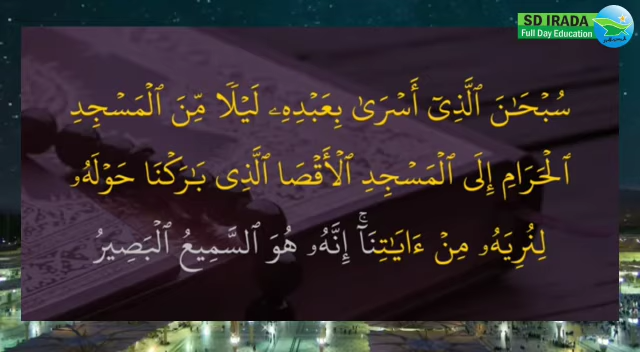 SD IRADA
Full Day Education
سُبْحَـٰنَ ٱلَّذِىٓ أَسْرَىٰ بِعَبْدِهِۦ لَيْلًا مِّنَ ٱلْمَسْجِدِ
ٱلْحَرَامِ إِلَى ٱلْمَسْجِدِ ٱلْأَقْصَا ٱلَّذِى بَـٰرَكْنَا حَوْلَهُۥ
لِنُرِيَهُۥ مِنْ ءَايَـٰتِنَآ ۚ إِنَّهُۥ هُوَ ٱلسَّمِيعُ ٱلْبَصِيرُ